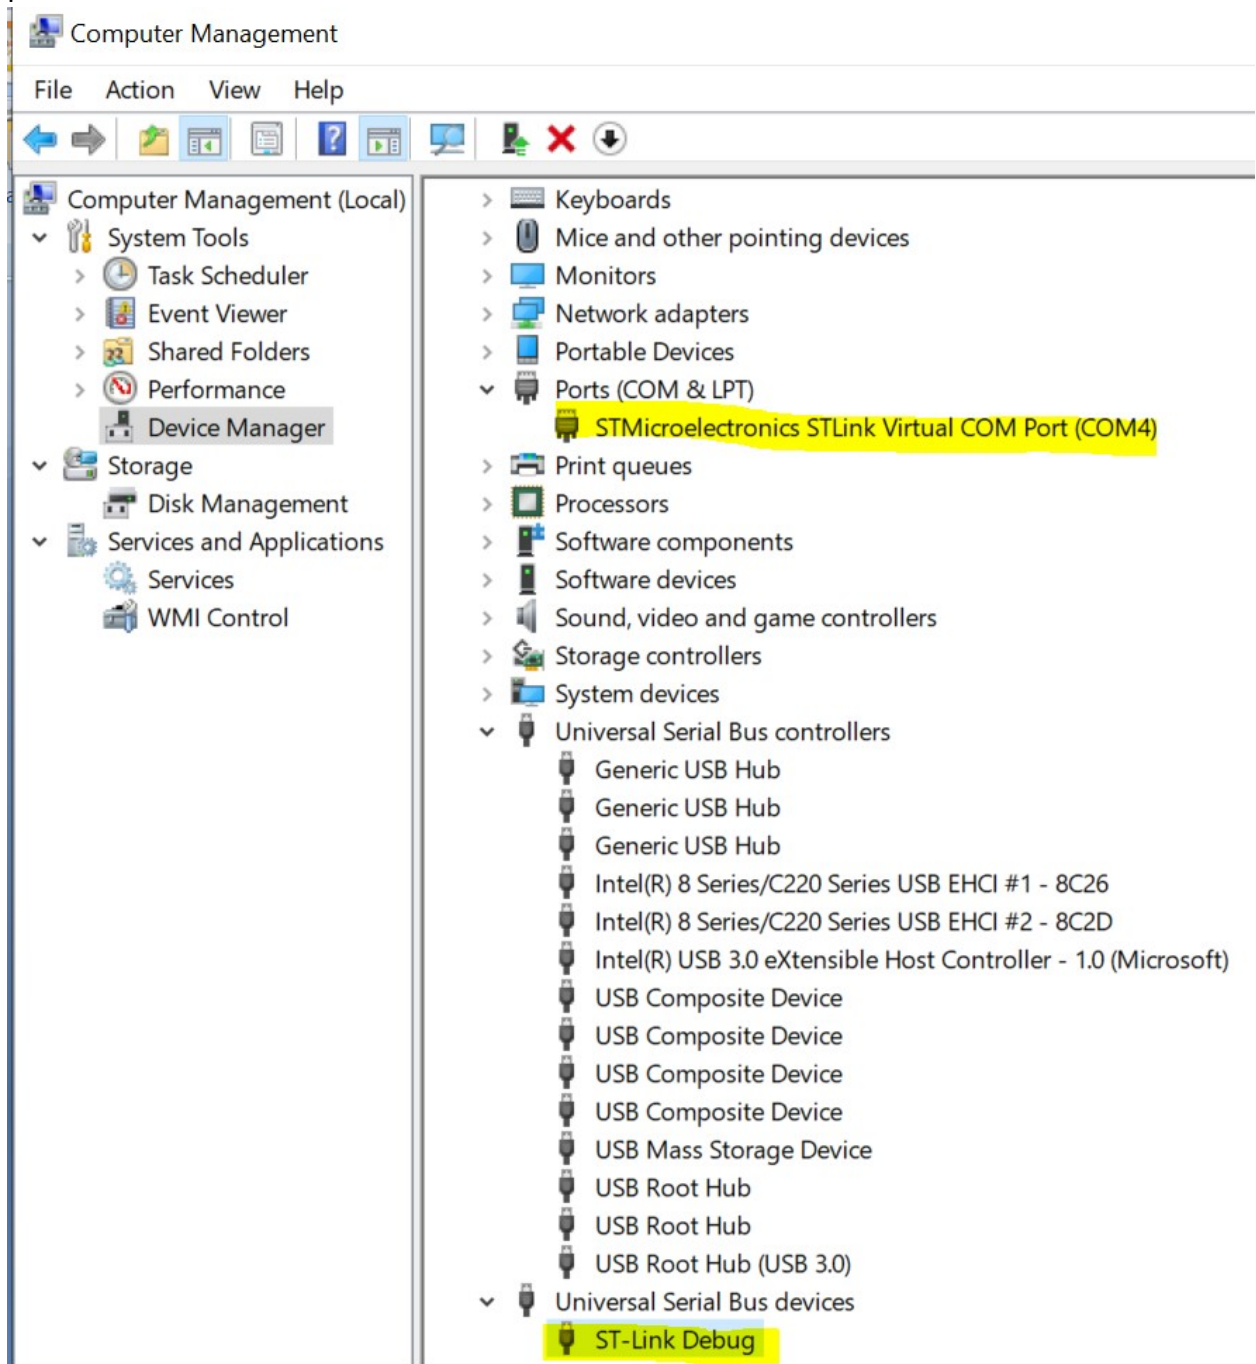 Computer Management
File Action View Help
Computer Management (Local)
System Tools
Task Scheduler
Event Viewer
Shared Folders
Performance
Device Manager
Storage
Disk Management
Services and Applications
Services
WMI Control
Keyboards
Mice and other pointing devices
Monitors
Network adapters
Portable Devices
Ports (COM & LPT)
STMicroelectronics STLink Virtual COM Port (COM4)
Print queues
Processors
Software components
Software devices
Sound, video and game controllers
Storage controllers
System devices
Universal Serial Bus controllers
Generic USB Hub
Generic USB Hub
Generic USB Hub
Intel(R) 8 Series/C220 Series USB EHCI #1 - 8C26
Intel(R) 8 Series/C220 Series USB EHCI #2 - 8C2D
Intel(R) USB 3.0 eXtensible Host Controller - 1.0 (Microsoft)
USB Composite Device
USB Composite Device
USB Composite Device
USB Composite Device
USB Mass Storage Device
USB Root Hub
USB Root Hub
USB Root Hub (USB 3.0)
Universal Serial Bus devices
ST-Link Debug